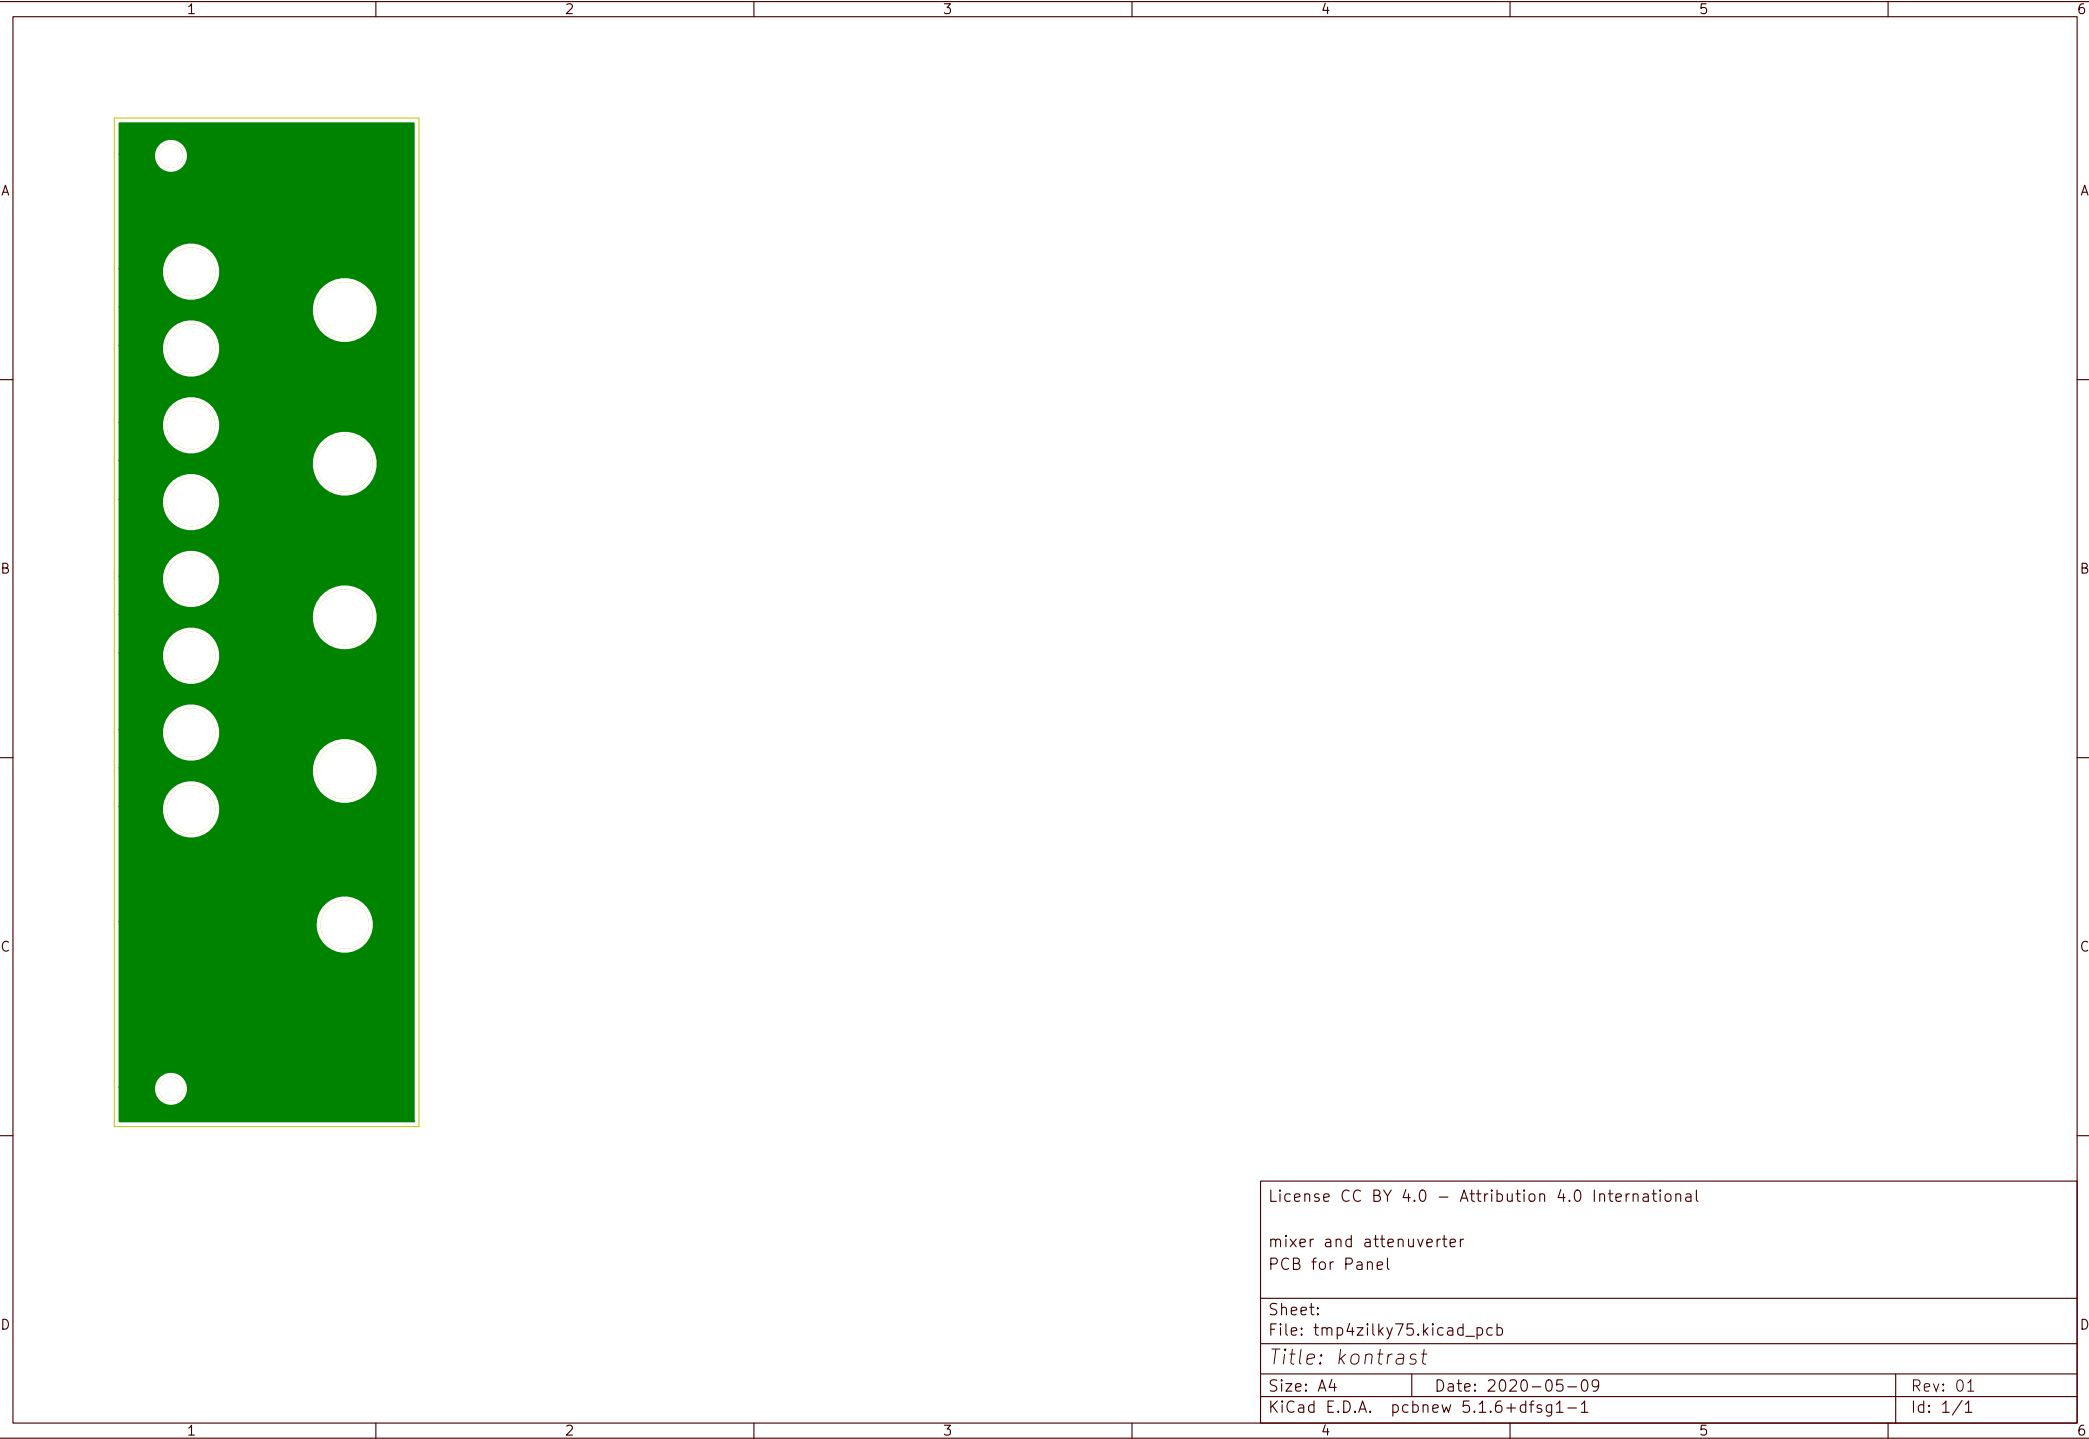 1 2 3 4 5 6
A A
B B
C C
D D
License CC BY 4.0 - Attribution 4.0 International
mixer and attenuverter
PCB for Panel
Sheet:
File: tmp4zilky75.kicad_pcb
Title: kontrast
Size: A4 Date: 2020-05-09 Rev: 01
KiCad E.D.A. pcbnew 5.1.6+dfsg1-1 Id: 1/1
1 2 3 4 5 6